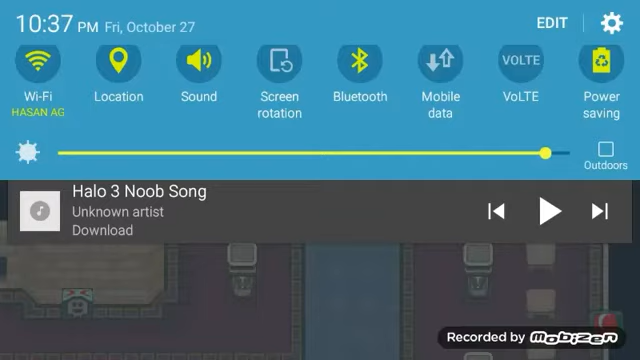 10:37 PM Fri, October 27 EDIT
Wi-Fi Location Sound Screen rotation Bluetooth Mobile data VOLTE VoLTE Power saving
HASAN AG
Outdoors
Halo 3 Noob Song
Unknown artist
Download
Recorded by Mobizen